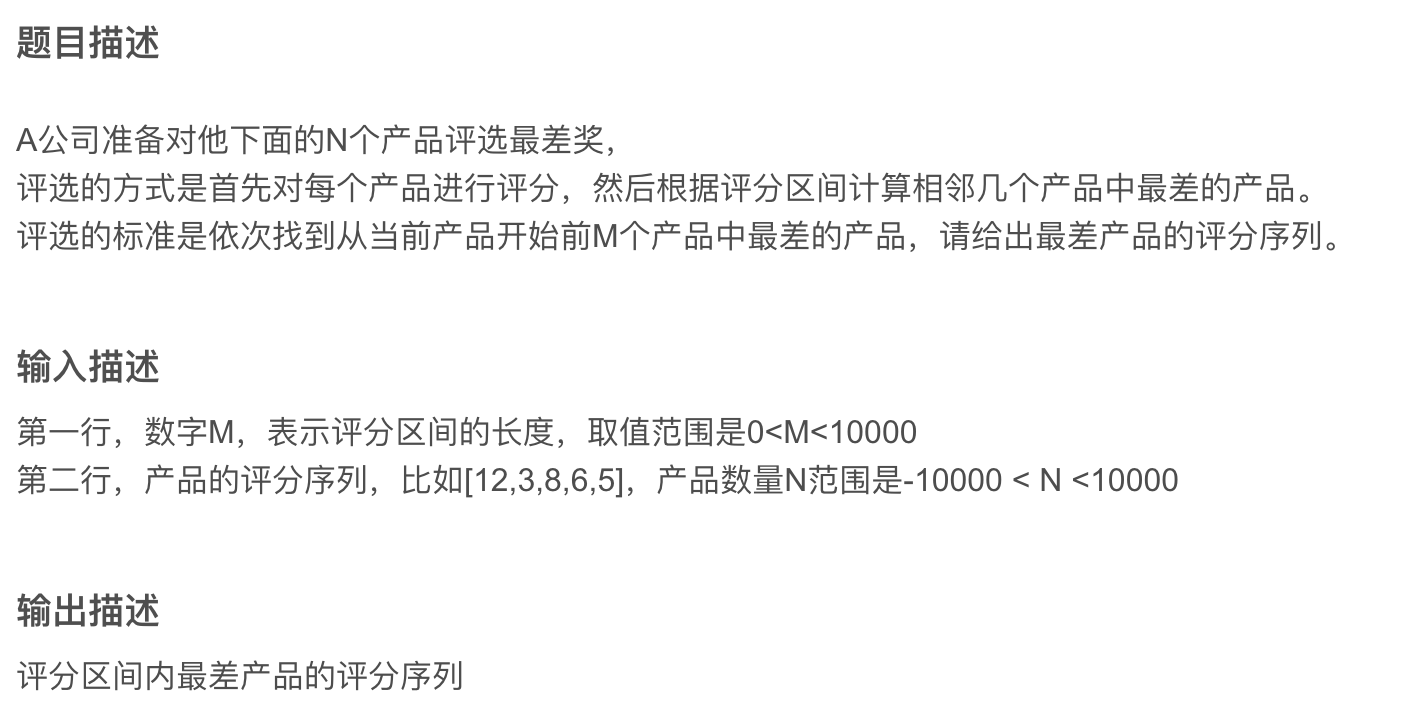 题目描述
A公司准备对他下面的N个产品评选最差奖，
评选的方式是首先对每个产品进行评分，然后根据评分区间计算相邻几个产品中最差的产品。
评选的标准是依次找到从当前产品开始前M个产品中最差的产品，请给出最差产品的评分序列。
输入描述
第一行，数字M，表示评分区间的长度，取值范围是0<M<10000
第二行，产品的评分序列，比如[12,3,8,6,5]，产品数量N范围是-10000 < N <10000
输出描述
评分区间内最差产品的评分序列